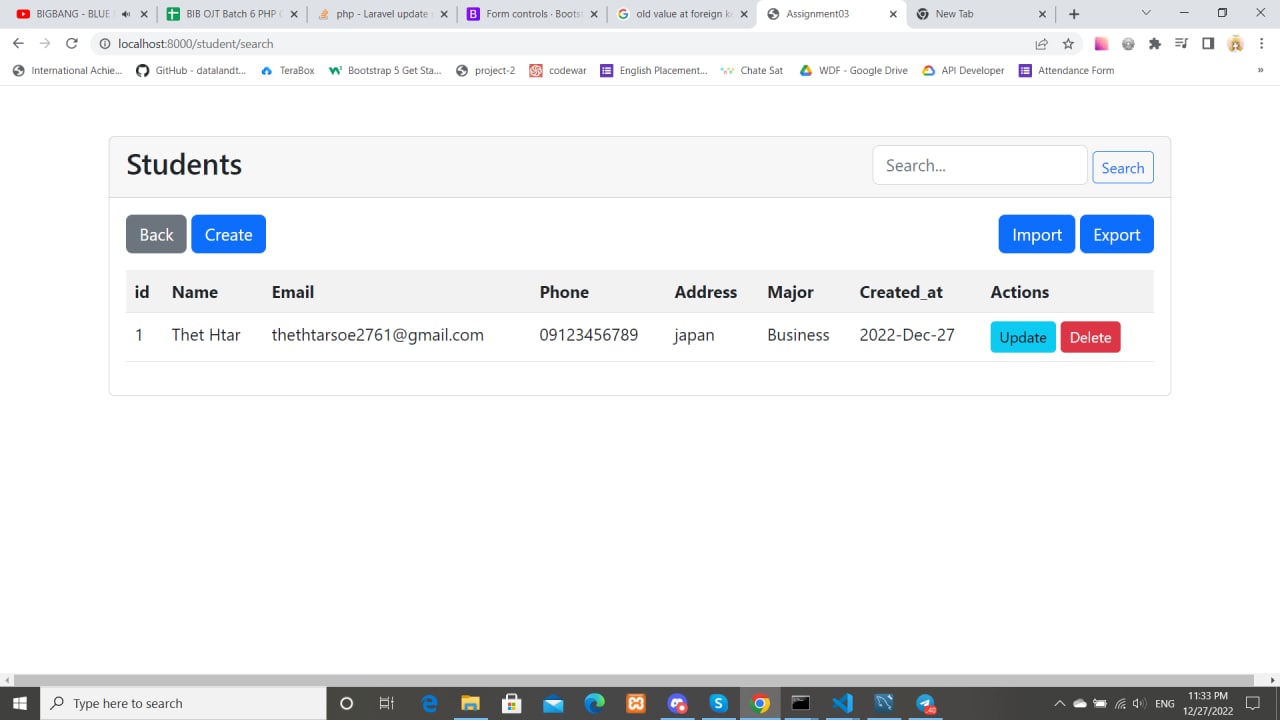 BIGBANG - BLUE
BIB OJT Batch 6 PHP
php - Laravel update
Form controls · Boots
old value at foreign k
Assignment03
New Tab
localhost:8000/student/search
International Achie...
GitHub - datalandt...
TeraBox
Bootstrap 5 Get Sta...
project-2
codewar
English Placement...
Chate Sat
WDF - Google Drive
API Developer
Attendance Form
»
Students
Search...
Search
Back
Create
Import
Export
id Name Email Phone Address Major Created_at Actions
1 Thet Htar thethtarsoe2761@gmail.com 09123456789 japan Business 2022-Dec-27 Update Delete
Type here to search
ENG
11:33 PM
12/27/2022